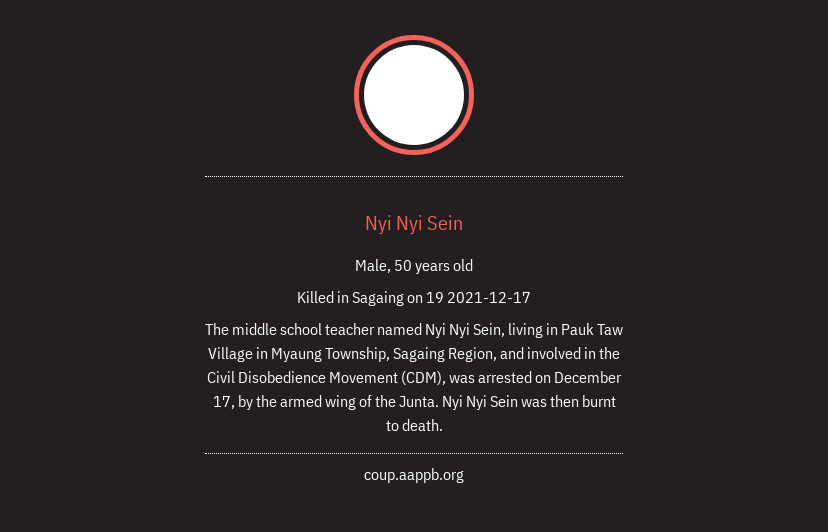 Nyi Nyi Sein
Male, 50 years old
Killed in Sagaing on 19 2021-12-17
The middle school teacher named Nyi Nyi Sein, living in Pauk Taw
Village in Myaung Township, Sagaing Region, and involved in the
Civil Disobedience Movement (CDM), was arrested on December
17, by the armed wing of the Junta. Nyi Nyi Sein was then burnt
to death.
coup.aappb.org